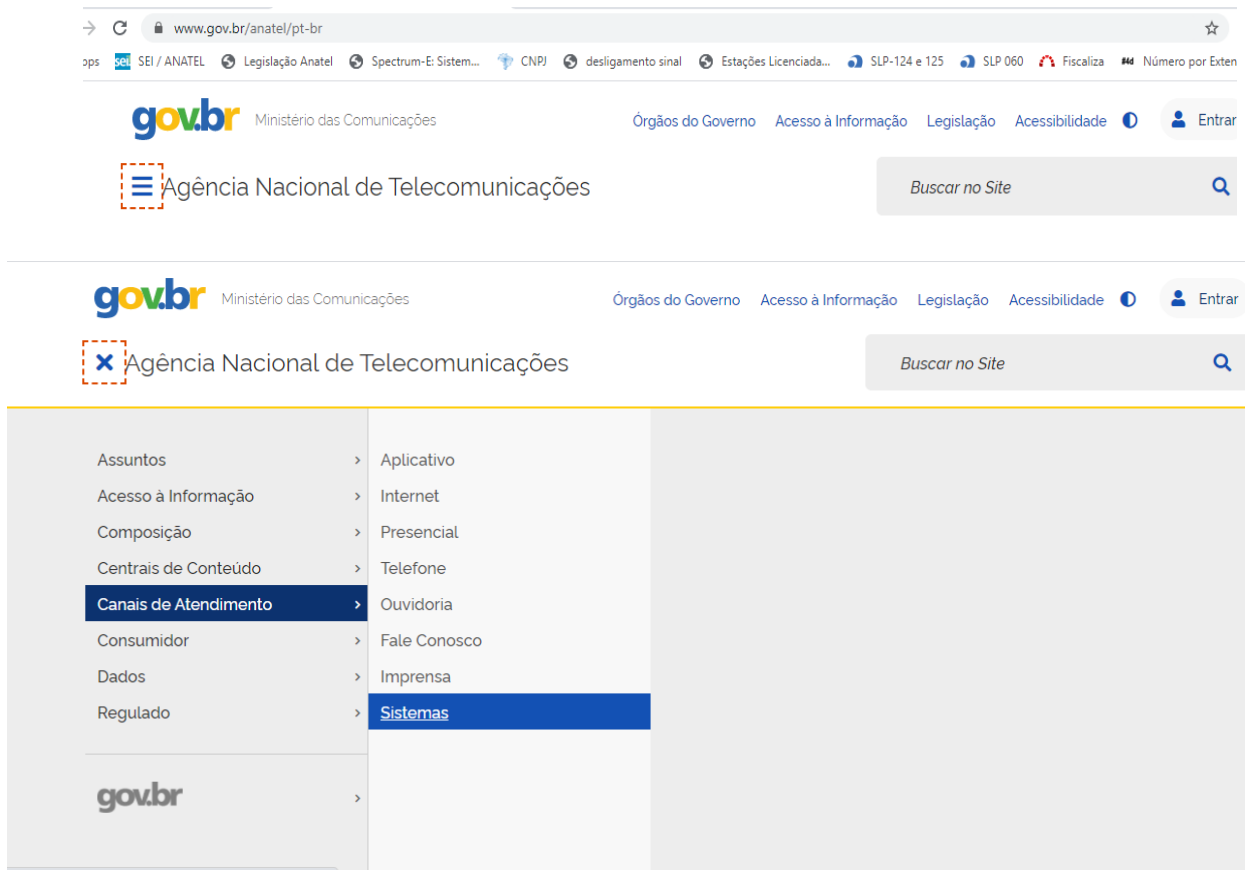 www.gov.br/anatel/pt-br
sei SEI / ANATEL Legislação Anatel Spectrum-E: Sistem... CNPJ desligamento sinal Estações Licenciada... SLP-124 e 125 SLP 060 Fiscaliza Número por Exten
gov.br Ministério das Comunicações Órgãos do Governo Acesso à Informação Legislação Acessibilidade Entrar
Agência Nacional de Telecomunicações Buscar no Site
gov.br Ministério das Comunicações Órgãos do Governo Acesso à Informação Legislação Acessibilidade Entrar
Agência Nacional de Telecomunicações Buscar no Site
Assuntos Aplicativo
Acesso à Informação Internet
Composição Presencial
Centrais de Conteúdo Telefone
Canais de Atendimento Ouvidoria
Consumidor Fale Conosco
Dados Imprensa
Regulado Sistemas
gov.br